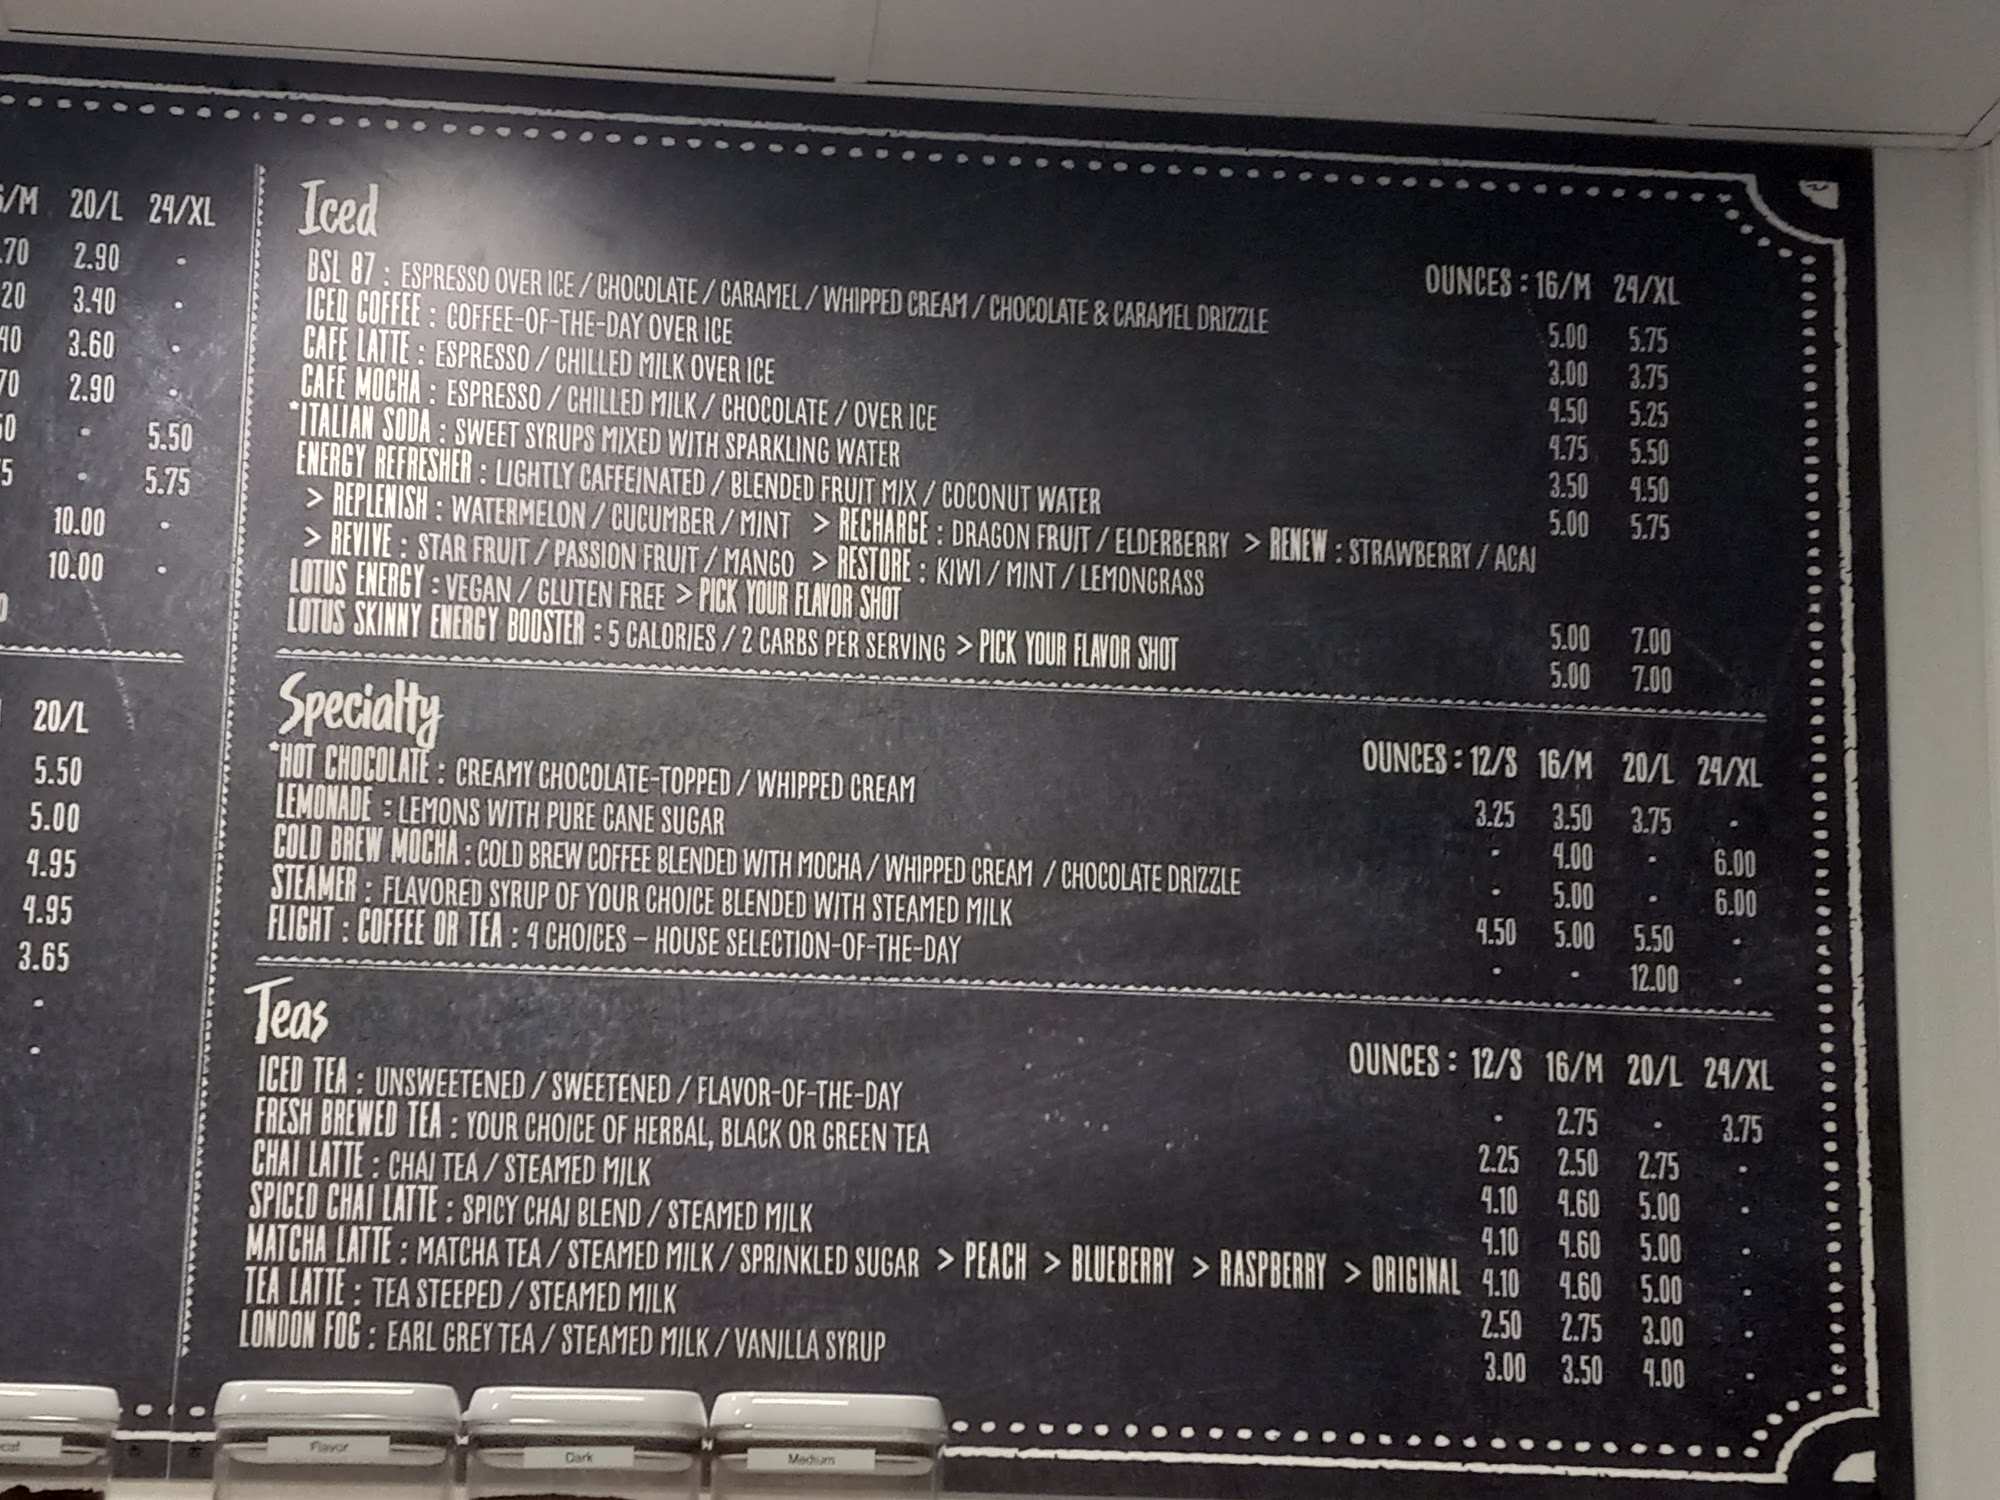 /M 20/L 24/XL
.70 2.90 -
20 3.40 -
40 3.60 -
70 2.90 -
- 5.50
- 5.75
10.00 -
10.00 -
20/L
5.50
5.00
4.95
4.95
3.65
-
-
Iced
OUNCES : 16/M 24/XL
BSL 87 : ESPRESSO OVER ICE / CHOCOLATE / CARAMEL / WHIPPED CREAM / CHOCOLATE & CARAMEL DRIZZLE 5.00 5.75
ICED COFFEE : COFFEE-OF-THE-DAY OVER ICE 3.00 3.75
CAFE LATTE : ESPRESSO / CHILLED MILK OVER ICE 4.50 5.25
CAFE MOCHA : ESPRESSO / CHILLED MILK / CHOCOLATE / OVER ICE 4.75 5.50
*ITALIAN SODA : SWEET SYRUPS MIXED WITH SPARKLING WATER 3.50 4.50
ENERGY REFRESHER : LIGHTLY CAFFEINATED / BLENDED FRUIT MIX / COCONUT WATER 5.00 5.75
> REPLENISH : WATERMELON / CUCUMBER / MINT > RECHARGE : DRAGON FRUIT / ELDERBERRY > RENEW : STRAWBERRY / ACAI
> REVIVE : STAR FRUIT / PASSION FRUIT / MANGO > RESTORE : KIWI / MINT / LEMONGRASS
LOTUS ENERGY : VEGAN / GLUTEN FREE > PICK YOUR FLAVOR SHOT 5.00 7.00
LOTUS SKINNY ENERGY BOOSTER : 5 CALORIES / 2 CARBS PER SERVING > PICK YOUR FLAVOR SHOT 5.00 7.00
Specialty
OUNCES : 12/S 16/M 20/L 24/XL
*HOT CHOCOLATE : CREAMY CHOCOLATE-TOPPED / WHIPPED CREAM 3.25 3.50 3.75 -
LEMONADE : LEMONS WITH PURE CANE SUGAR - 4.00 - 6.00
COLD BREW MOCHA : COLD BREW COFFEE BLENDED WITH MOCHA / WHIPPED CREAM / CHOCOLATE DRIZZLE - 5.00 - 6.00
STEAMER : FLAVORED SYRUP OF YOUR CHOICE BLENDED WITH STEAMED MILK 4.50 5.00 5.50 -
FLIGHT : COFFEE OR TEA : 4 CHOICES – HOUSE SELECTION-OF-THE-DAY - - 12.00 -
Teas
OUNCES : 12/S 16/M 20/L 24/XL
ICED TEA : UNSWEETENED / SWEETENED / FLAVOR-OF-THE-DAY - 2.75 - 3.75
FRESH BREWED TEA : YOUR CHOICE OF HERBAL, BLACK OR GREEN TEA 2.25 2.50 2.75 -
CHAI LATTE : CHAI TEA / STEAMED MILK 4.10 4.60 5.00 -
SPICED CHAI LATTE : SPICY CHAI BLEND / STEAMED MILK 4.10 4.60 5.00 -
MATCHA LATTE : MATCHA TEA / STEAMED MILK / SPRINKLED SUGAR > PEACH > BLUEBERRY > RASPBERRY > ORIGINAL 4.10 4.60 5.00 -
TEA LATTE : TEA STEEPED / STEAMED MILK 2.50 2.75 3.00 -
LONDON FOG : EARL GREY TEA / STEAMED MILK / VANILLA SYRUP 3.00 3.50 4.00 -
Flavor
Dark
Medium